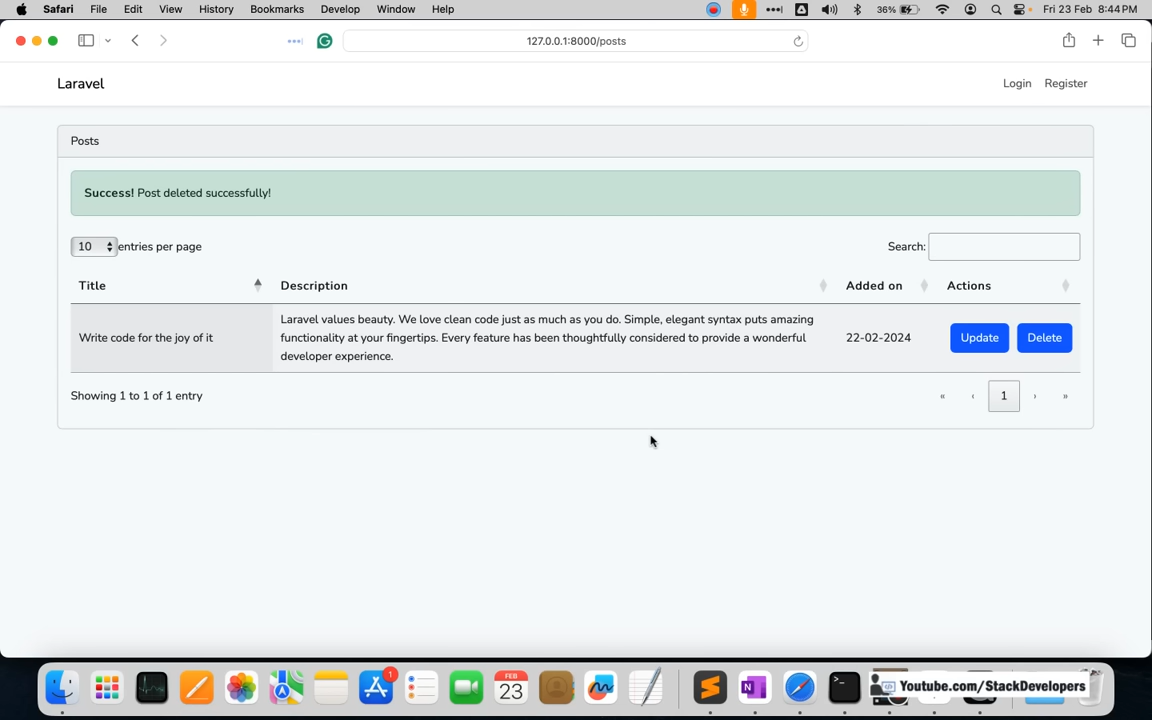 Safari File Edit View History Bookmarks Develop Window Help 36% Fri 23 Feb 8:44 PM
127.0.0.1:8000/posts
Laravel Login Register
Posts
Success! Post deleted successfully!
10 entries per page Search:
Title Description Added on Actions
Laravel values beauty. We love clean code just as much as you do. Simple, elegant syntax puts amazing
Write code for the joy of it functionality at your fingertips. Every feature has been thoughtfully considered to provide a wonderful 22-02-2024 Update Delete
developer experience.
Showing 1 to 1 of 1 entry « ‹ 1 › »
1
FEB
23
Youtube.com/StackDevelopers